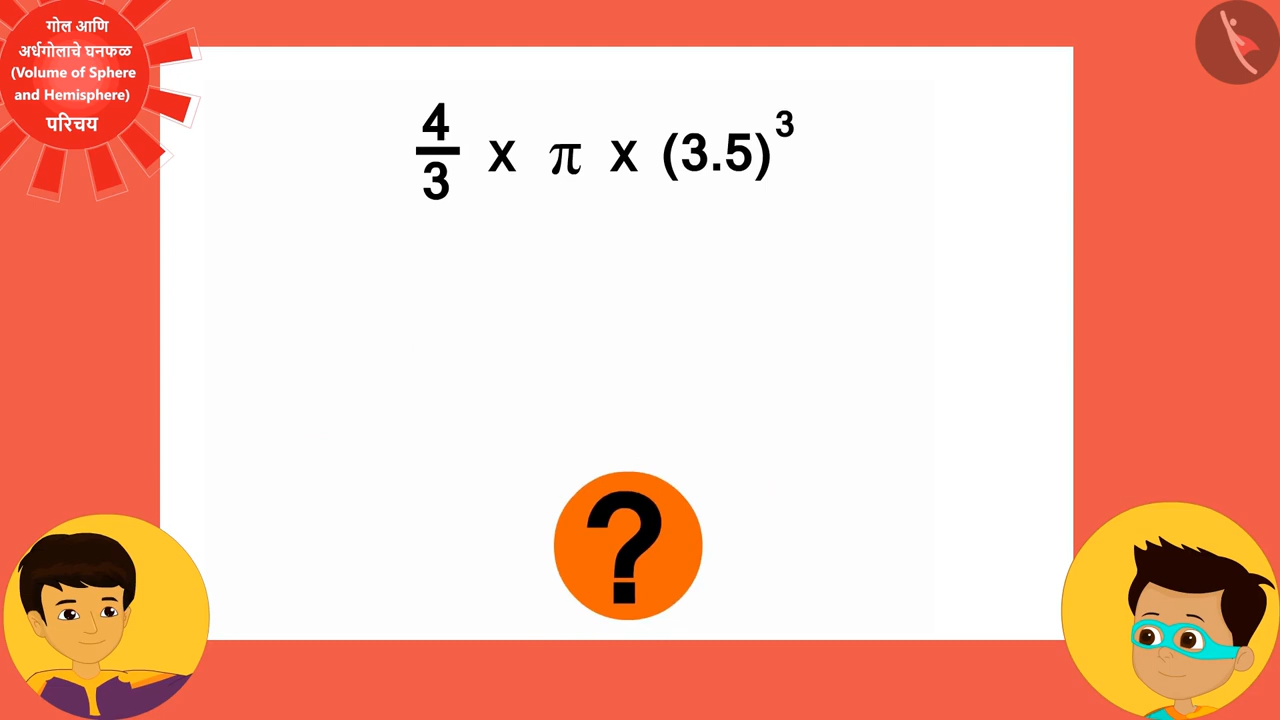 गोल आणि
अर्धगोलाचे घनफळ
(Volume of Sphere
and Hemisphere)
परिचय
4/3 x π x (3.5)³
?